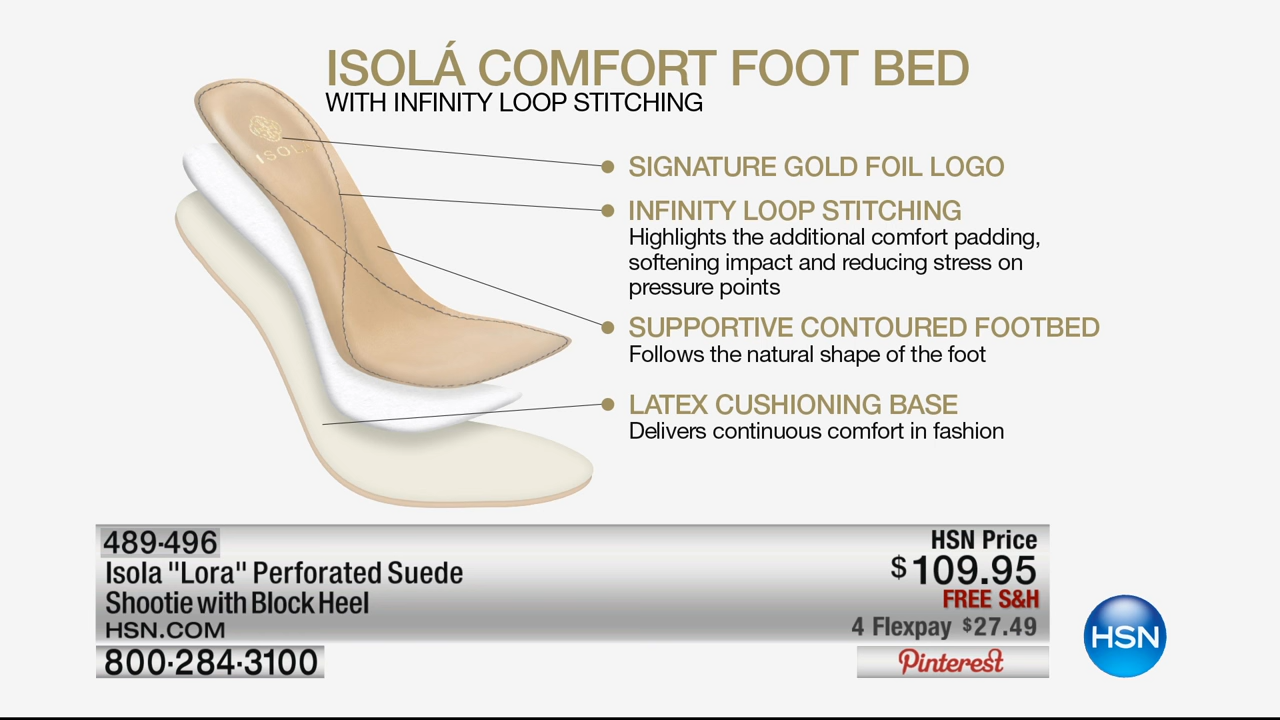 ISOLÁ COMFORT FOOT BED
WITH INFINITY LOOP STITCHING
ISOL
SIGNATURE GOLD FOIL LOGO
INFINITY LOOP STITCHING
Highlights the additional comfort padding,
softening impact and reducing stress on
pressure points
SUPPORTIVE CONTOURED FOOTBED
Follows the natural shape of the foot
LATEX CUSHIONING BASE
Delivers continuous comfort in fashion
489-496
Isola "Lora" Perforated Suede
Shootie with Block Heel
HSN.COM
800·284·3100
HSN Price
$109.95
FREE S&H
4 Flexpay $27.49
Pinterest
HSN